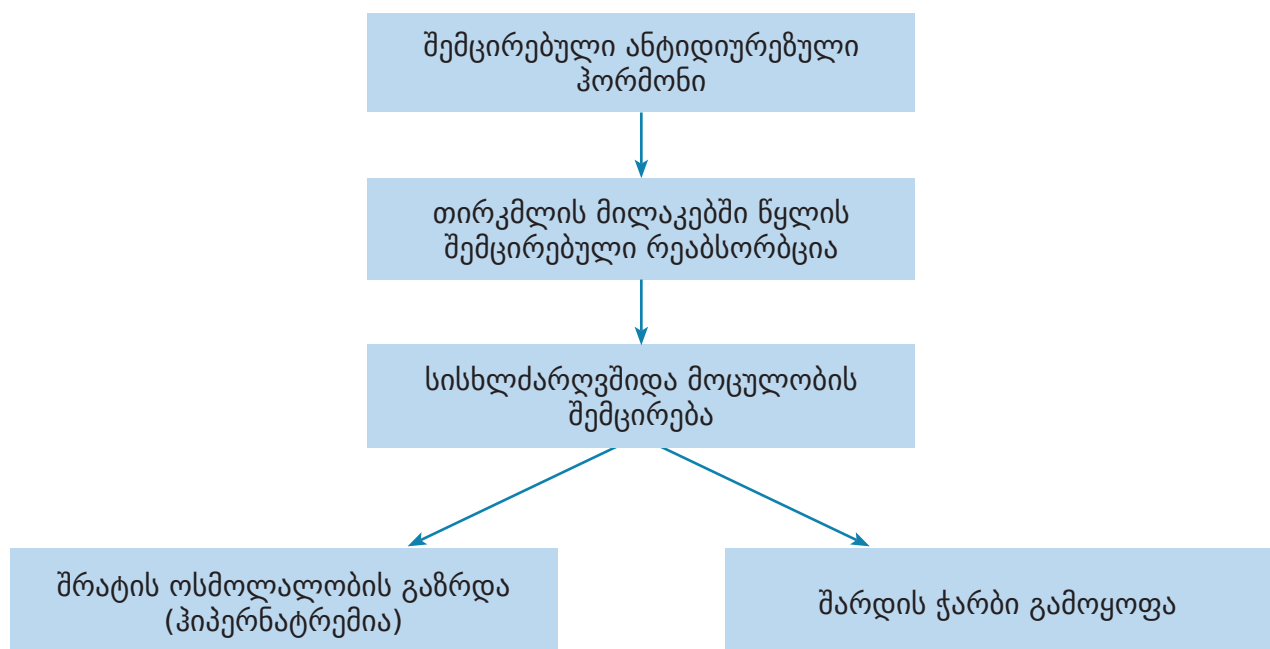 შემცირებული ანტიდიურეზული
ჰორმონი
თირკმლის მილაკებში წყლის
შემცირებული რეაბსორბცია
სისხლძარღვშიდა მოცულობის
შემცირება
შრატის ოსმოლალობის გაზრდა
(ჰიპერნატრემია)
შარდის ჭარბი გამოყოფა